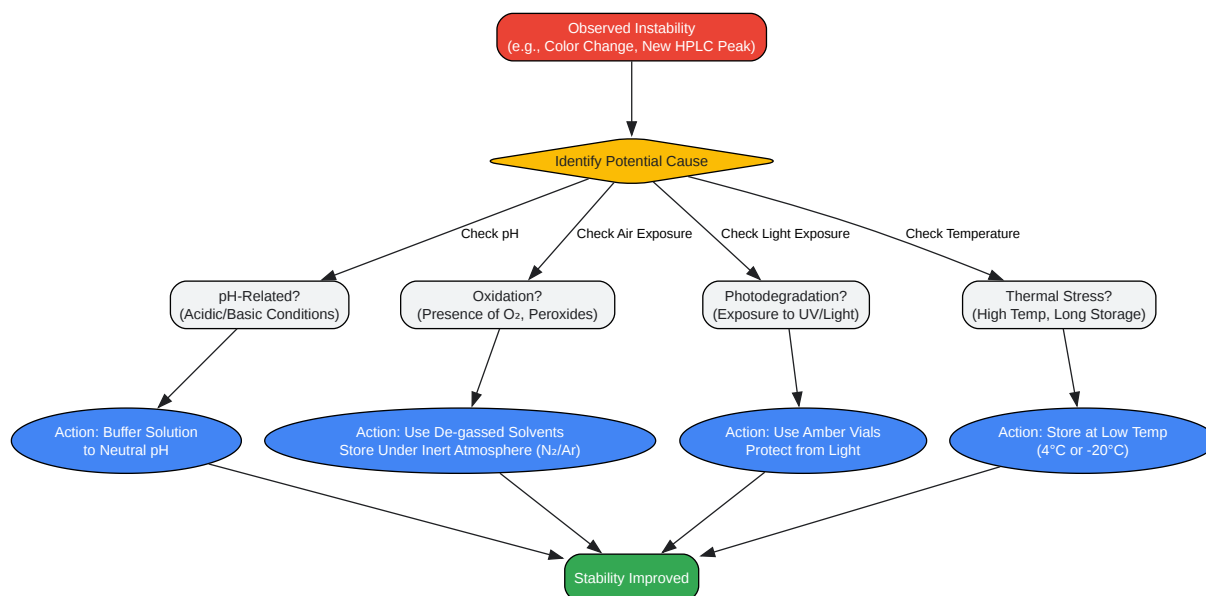 Observed Instability
(e.g., Color Change, New HPLC Peak)
Identify Potential Cause
Check pH
Check Air Exposure
Check Light Exposure
Check Temperature
pH-Related?
(Acidic/Basic Conditions)
Oxidation?
(Presence of O₂, Peroxides)
Photodegradation?
(Exposure to UV/Light)
Thermal Stress?
(High Temp, Long Storage)
Action: Buffer Solution
to Neutral pH
Action: Use De-gassed Solvents
Store Under Inert Atmosphere (N₂/Ar)
Action: Use Amber Vials
Protect from Light
Action: Store at Low Temp
(4°C or -20°C)
Stability Improved